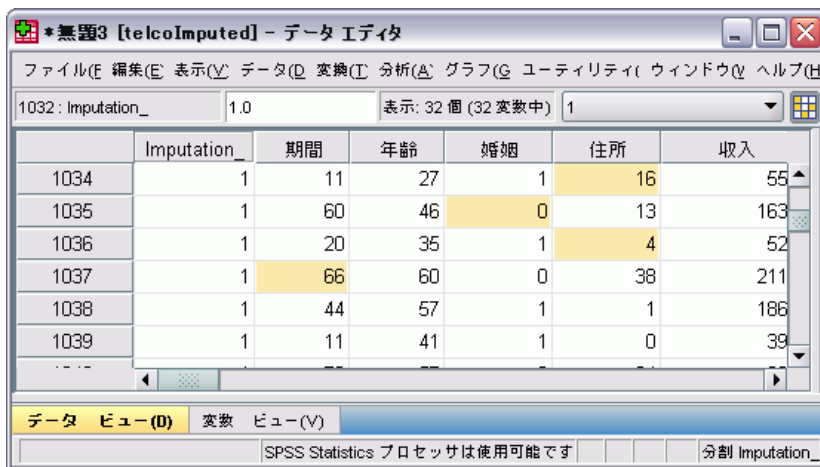 *無題3 [telcoImputed] - データ エディタ
ファイル(F 編集(E) 表示(V) データ(D 変換(T) 分析(A) グラフ(G ユーティリティ( ウィンドウ(W ヘルプ(H
1032 : Imputation_ 1.0 表示: 32 個 (32 変数中) 1
Imputation_ 期間 年齢 婚姻 住所 収入
1034 1 11 27 1 16 55
1035 1 60 46 0 13 163
1036 1 20 35 1 4 52
1037 1 66 60 0 38 211
1038 1 44 57 1 1 186
1039 1 11 41 1 0 39
データ ビュー(D) 変数 ビュー(V)
SPSS Statistics プロセッサは使用可能です 分割 Imputation_